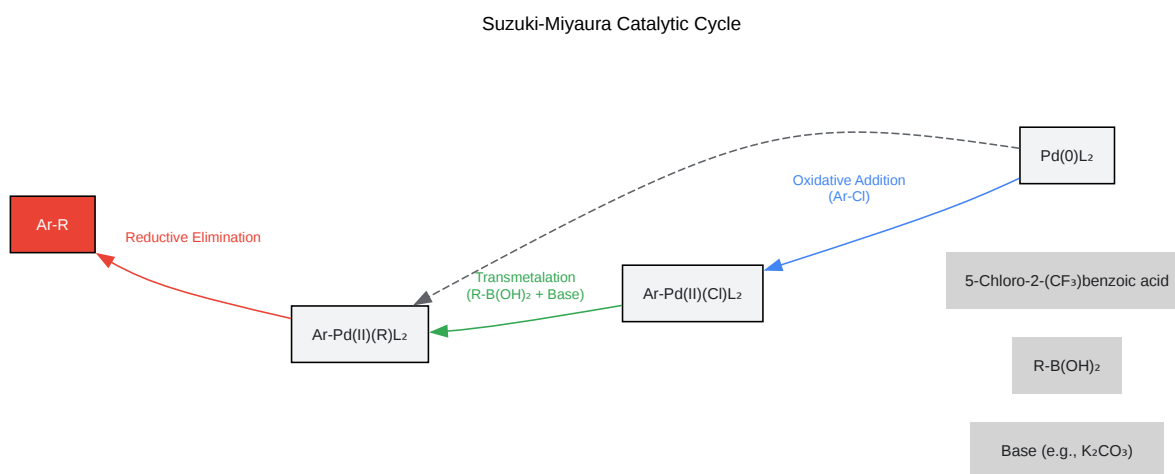 Suzuki-Miyaura Catalytic Cycle
Pd(0)L₂
Oxidative Addition
(Ar-Cl)
Ar-R
Reductive Elimination
Transmetalation
(R-B(OH)₂ + Base)
Ar-Pd(II)(Cl)L₂
5-Chloro-2-(CF₃)benzoic acid
Ar-Pd(II)(R)L₂
R-B(OH)₂
Base (e.g., K₂CO₃)